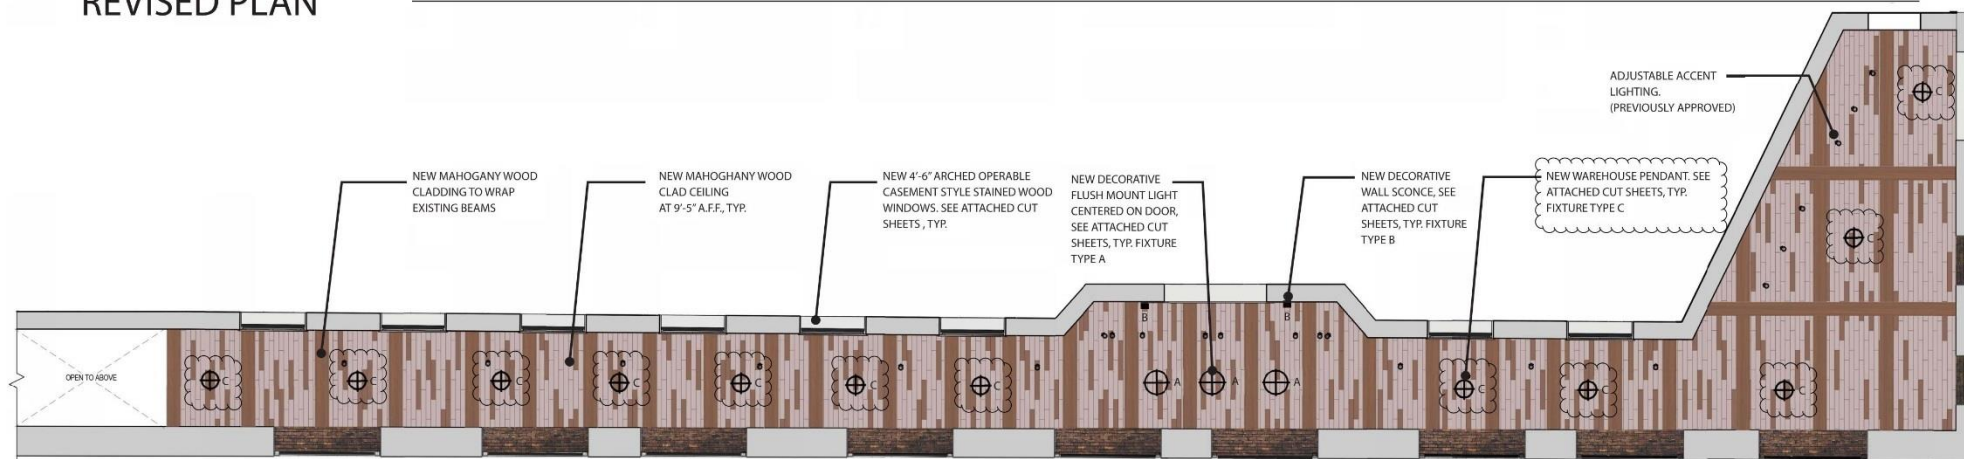 REVISED PLAN
ADJUSTABLE ACCENT
LIGHTING.
(PREVIOUSLY APPROVED)
NEW MAHOGANY WOOD
CLADDING TO WRAP
EXISTING BEAMS
NEW MAHOGHANY WOOD
CLAD CEILING
AT 9'-5" A.F.F., TYP.
NEW 4'-6" ARCHED OPERABLE
CASEMENT STYLE STAINED WOOD
WINDOWS. SEE ATTACHED CUT
SHEETS , TYP.
NEW DECORATIVE
FLUSH MOUNT LIGHT
CENTERED ON DOOR,
SEE ATTACHED CUT
SHEETS, TYP. FIXTURE
TYPE A
NEW DECORATIVE
WALL SCONCE, SEE
ATTACHED CUT
SHEETS, TYP. FIXTURE
TYPE B
NEW WAREHOUSE PENDANT. SEE
ATTACHED CUT SHEETS, TYP.
FIXTURE TYPE C
C
C
B
B
OPEN TO ABOVE
C
C
C
C
C
C
C
A
A
A
C
C
C